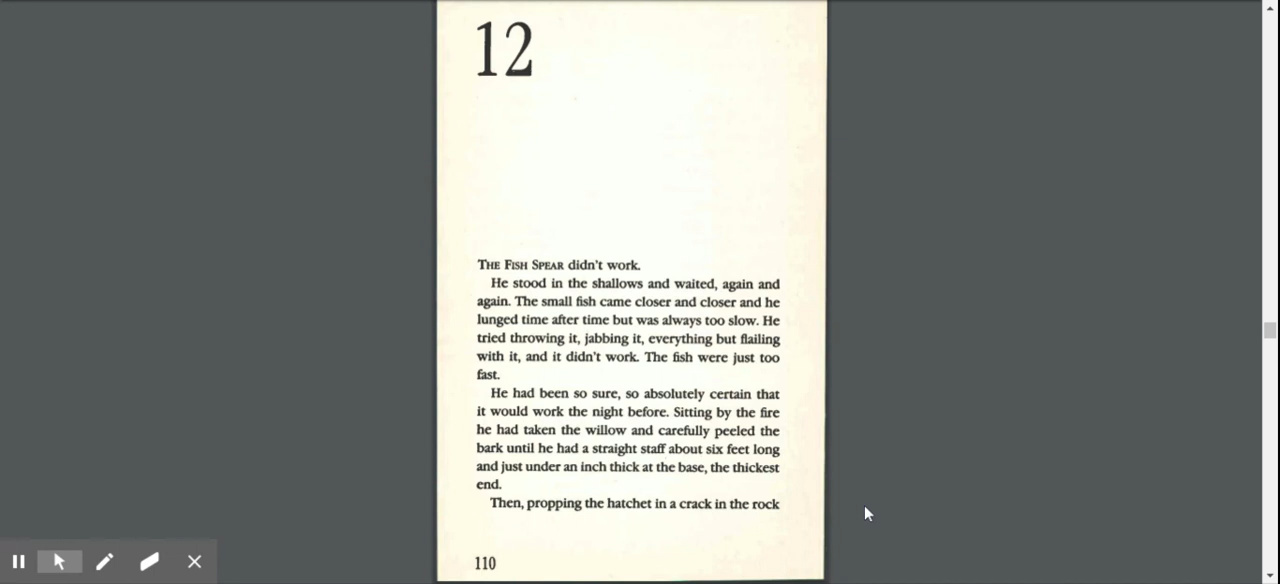 12
THE FISH SPEAR didn't work.
He stood in the shallows and waited, again and
again. The small fish came closer and closer and he
lunged time after time but was always too slow. He
tried throwing it, jabbing it, everything but flailing
with it, and it didn't work. The fish were just too
fast.
He had been so sure, so absolutely certain that
it would work the night before. Sitting by the fire
he had taken the willow and carefully peeled the
bark until he had a straight staff about six feet long
and just under an inch thick at the base, the thickest
end.
Then, propping the hatchet in a crack in the rock
110